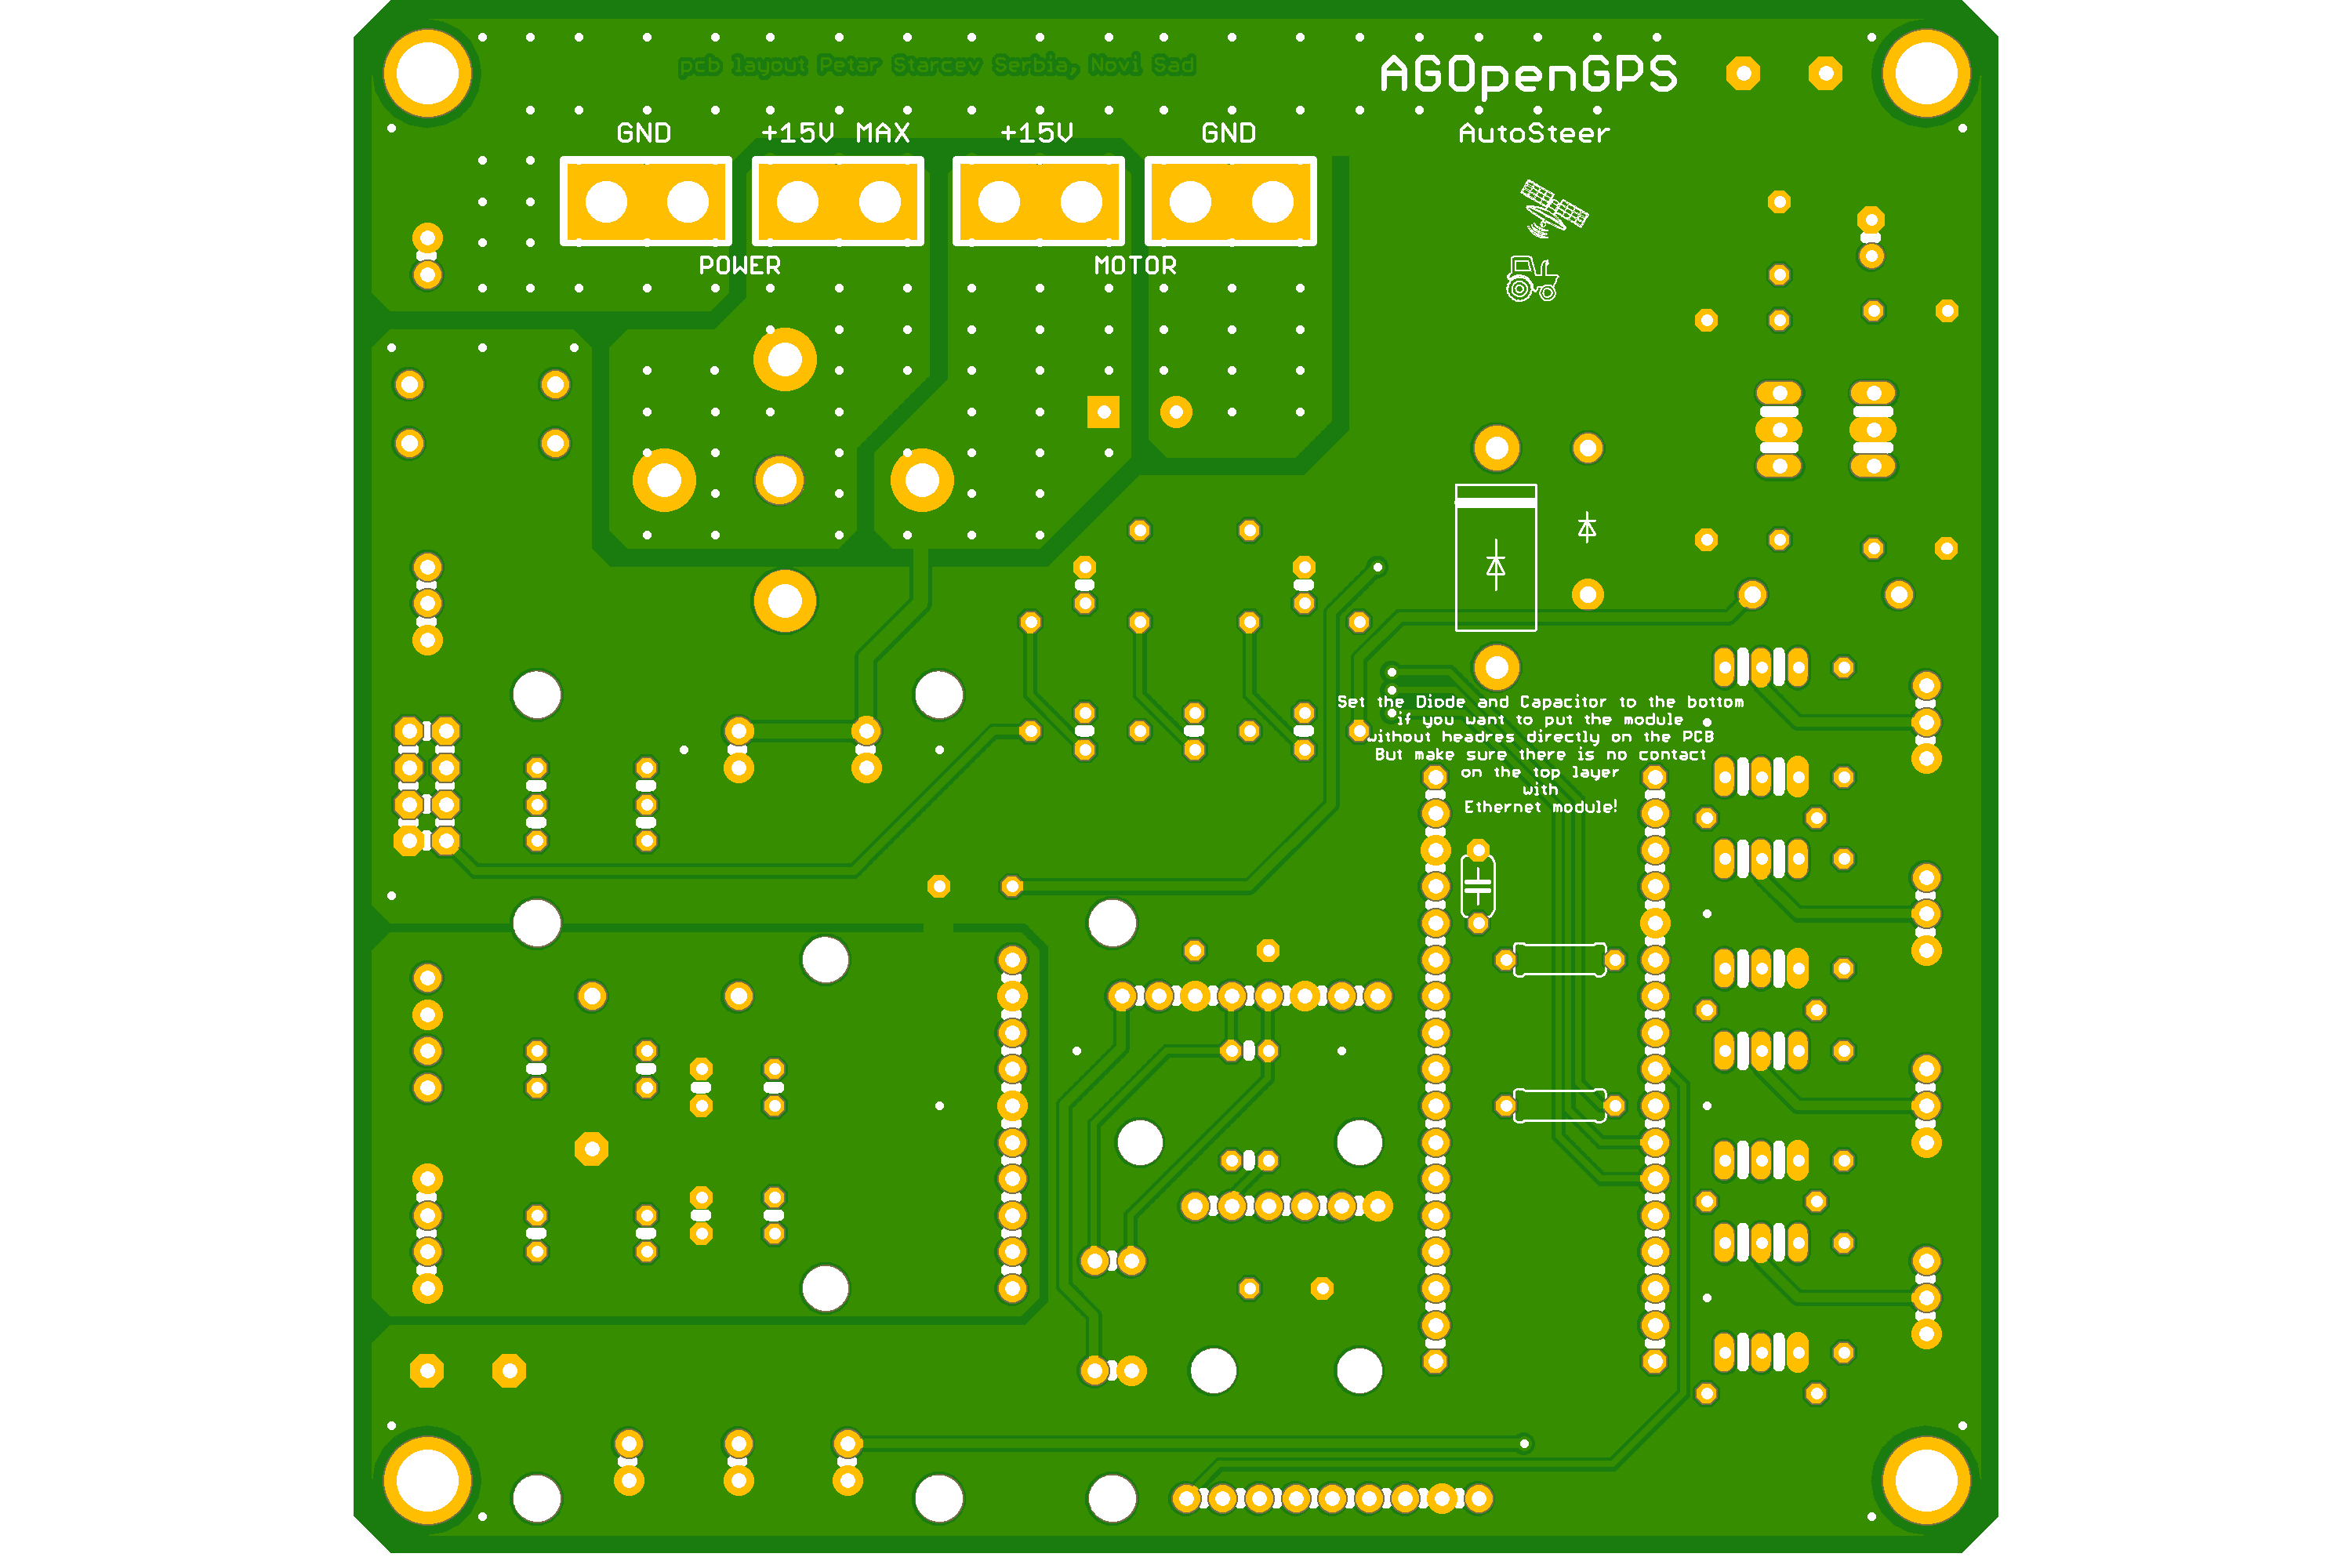 pcb layout Petar Starcev Serbia, Novi Sad
AGOpenGPS
GND
+15V MAX
+15V
GND
AutoSteer
POWER
MOTOR
Set the Diode and Capacitor to the bottom
if you want to put the module
without headres directly on the PCB
But make sure there is no contact
on the top layer
with
Ethernet module!